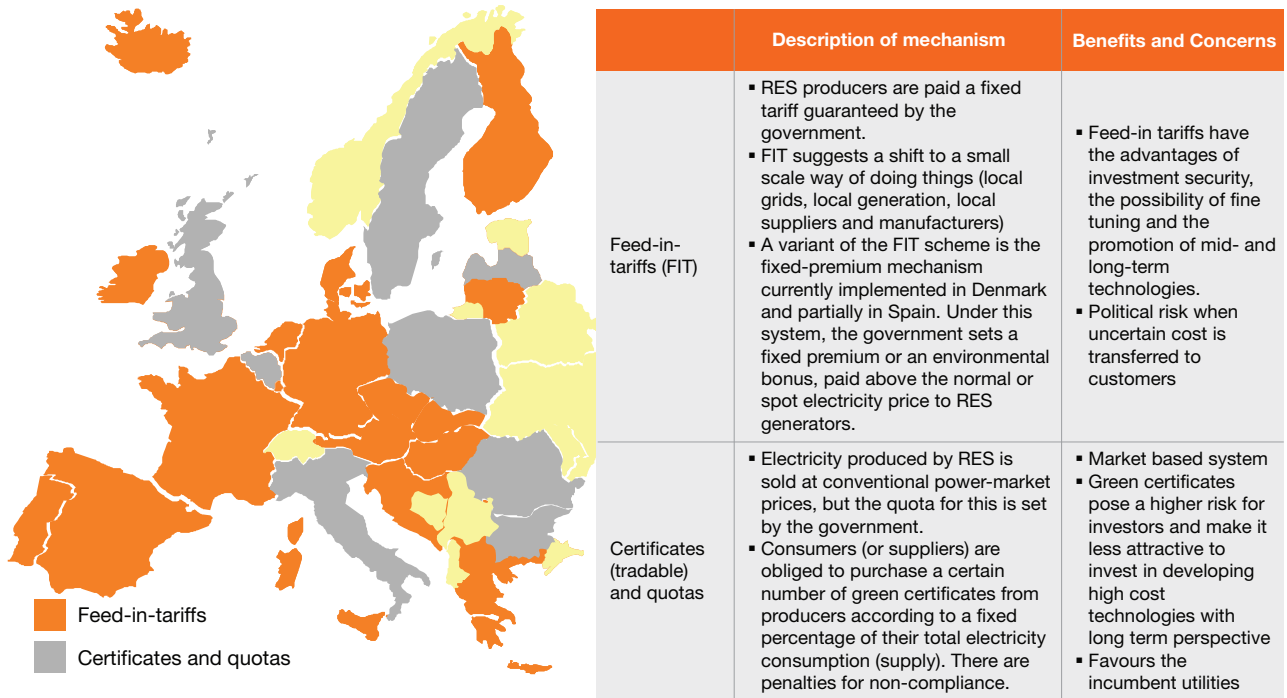 Feed-in-tariffs
Certificates and quotas
Description of mechanism
Benefits and Concerns
Feed-in-
tariffs (FIT)
▪ RES producers are paid a fixed
tariff guaranteed by the
government.
▪ FIT suggests a shift to a small
scale way of doing things (local
grids, local generation, local
suppliers and manufacturers)
▪ A variant of the FIT scheme is the
fixed-premium mechanism
currently implemented in Denmark
and partially in Spain. Under this
system, the government sets a
fixed premium or an environmental
bonus, paid above the normal or
spot electricity price to RES
generators.
▪ Feed-in tariffs have
the advantages of
investment security,
the possibility of fine
tuning and the
promotion of mid- and
long-term
technologies.
▪ Political risk when
uncertain cost is
transferred to
customers
Certificates
(tradable)
and quotas
▪ Electricity produced by RES is
sold at conventional power-market
prices, but the quota for this is set
by the government.
▪ Consumers (or suppliers) are
obliged to purchase a certain
number of green certificates from
producers according to a fixed
percentage of their total electricity
consumption (supply). There are
penalties for non-compliance.
▪ Market based system
▪ Green certificates
pose a higher risk for
investors and make it
less attractive to
invest in developing
high cost
technologies with
long term perspective
▪ Favours the
incumbent utilities